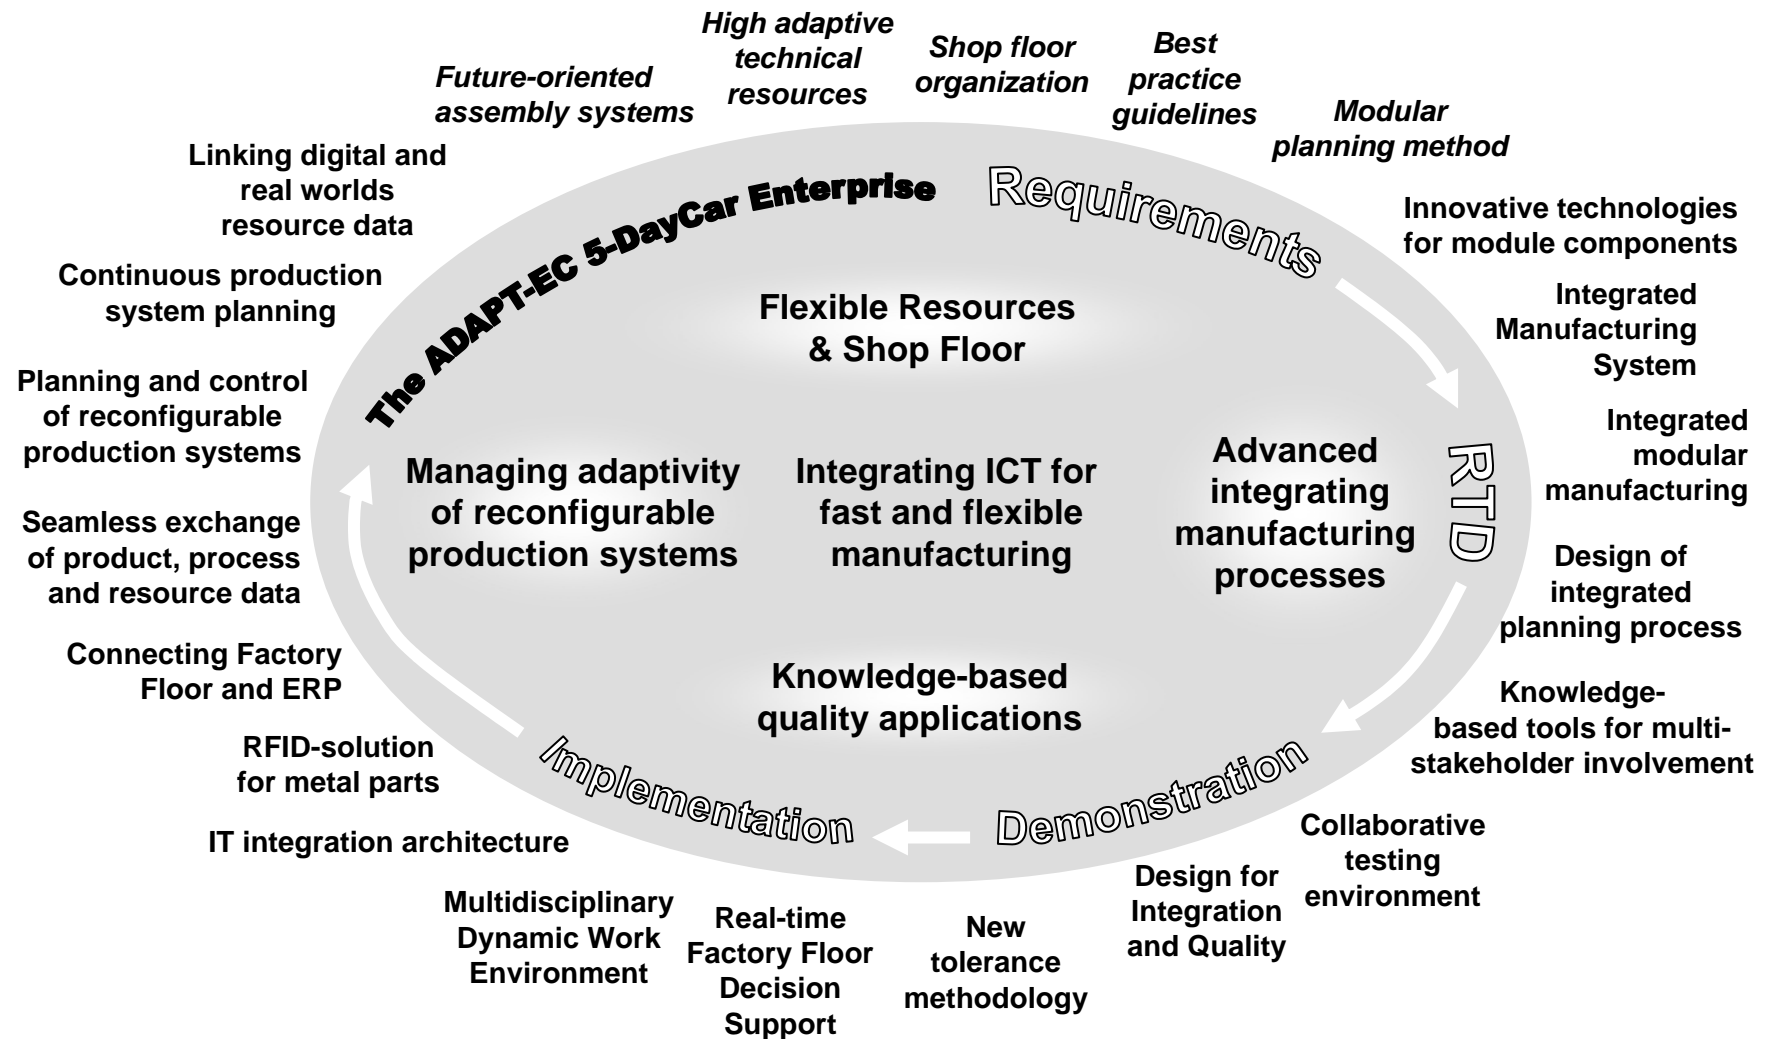 High adaptive
technical
resources
Shop floor
organization
Best
practice
guidelines
Future-oriented
assembly systems
Modular
planning method
Linking digital and
real worlds
resource data
The ADAPT-EC 5-DayCar Enterprise
Requirements
Innovative technologies
for module components
Continuous production
system planning
Flexible Resources
& Shop Floor
Integrated
Manufacturing
System
Planning and control
of reconfigurable
production systems
Managing adaptivity
of reconfigurable
production systems
Integrating ICT for
fast and flexible
manufacturing
Advanced
integrating
manufacturing
processes
RTD
Integrated
modular
manufacturing
Seamless exchange
of product, process
and resource data
Design of
integrated
planning process
Connecting Factory
Floor and ERP
Knowledge-based
quality applications
Knowledge-
based tools for multi-
stakeholder involvement
RFID-solution
for metal parts
Implementation
Demonstration
IT integration architecture
Collaborative
testing
environment
Multidisciplinary
Dynamic Work
Environment
Real-time
Factory Floor
Decision
Support
New
tolerance
methodology
Design for
Integration
and Quality